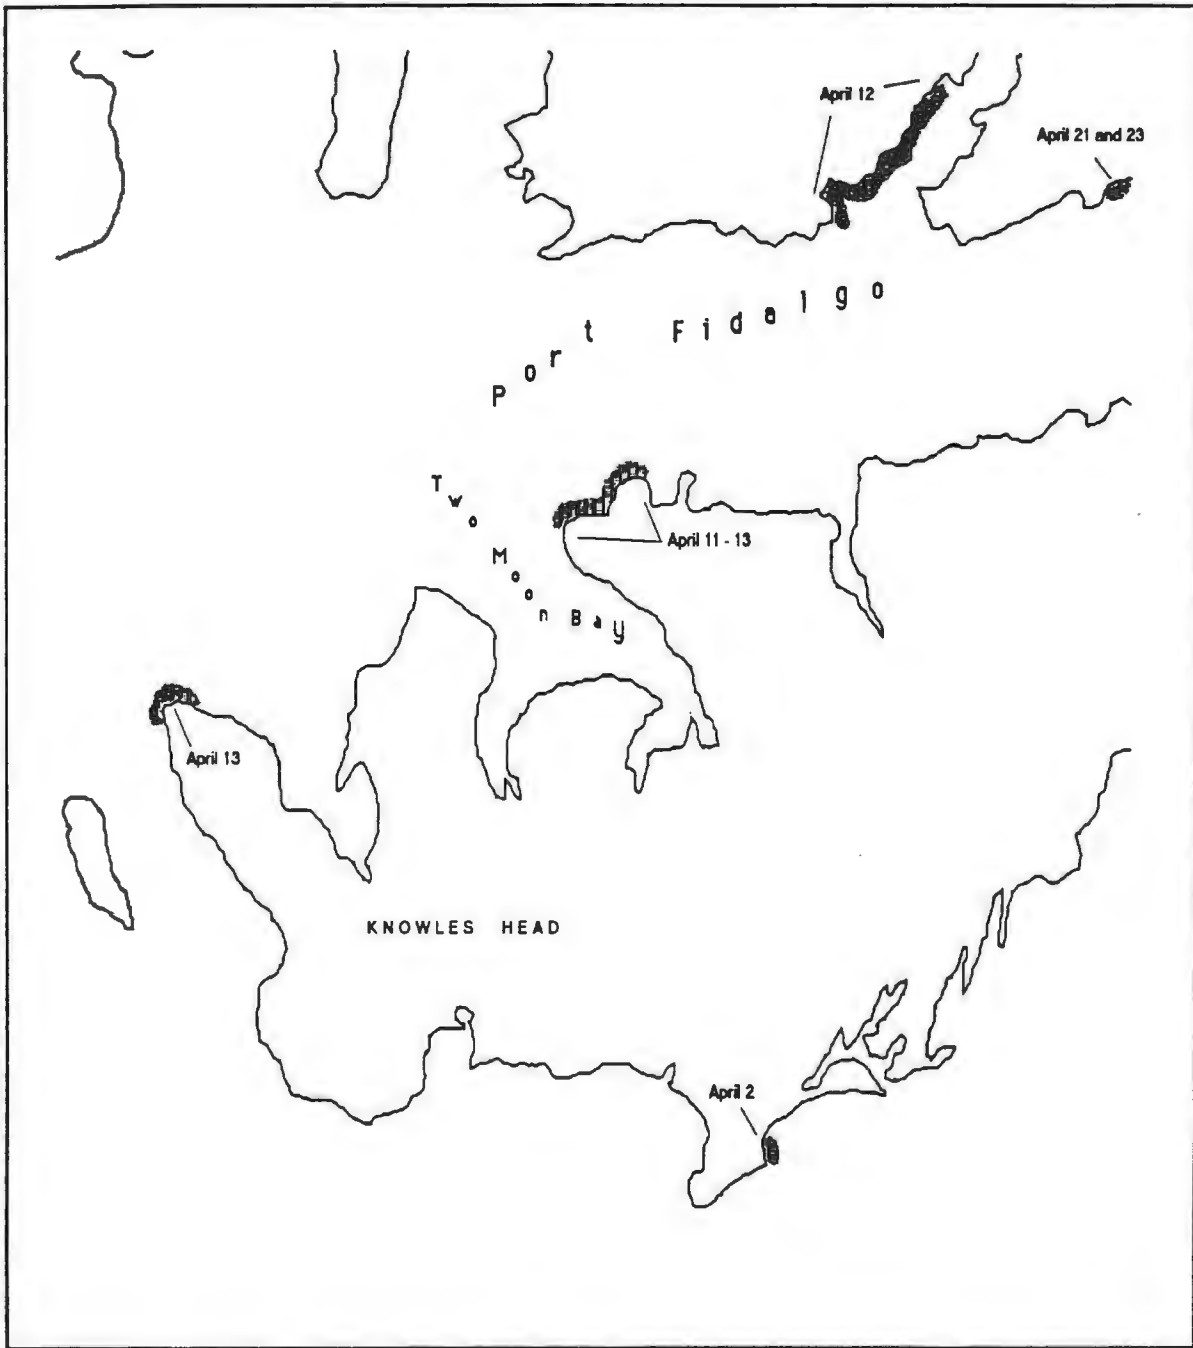 April 12
April 21 and 23
Port Fidalgo
Two Moon Bay
April 11 - 13
April 13
KNOWLES HEAD
April 2